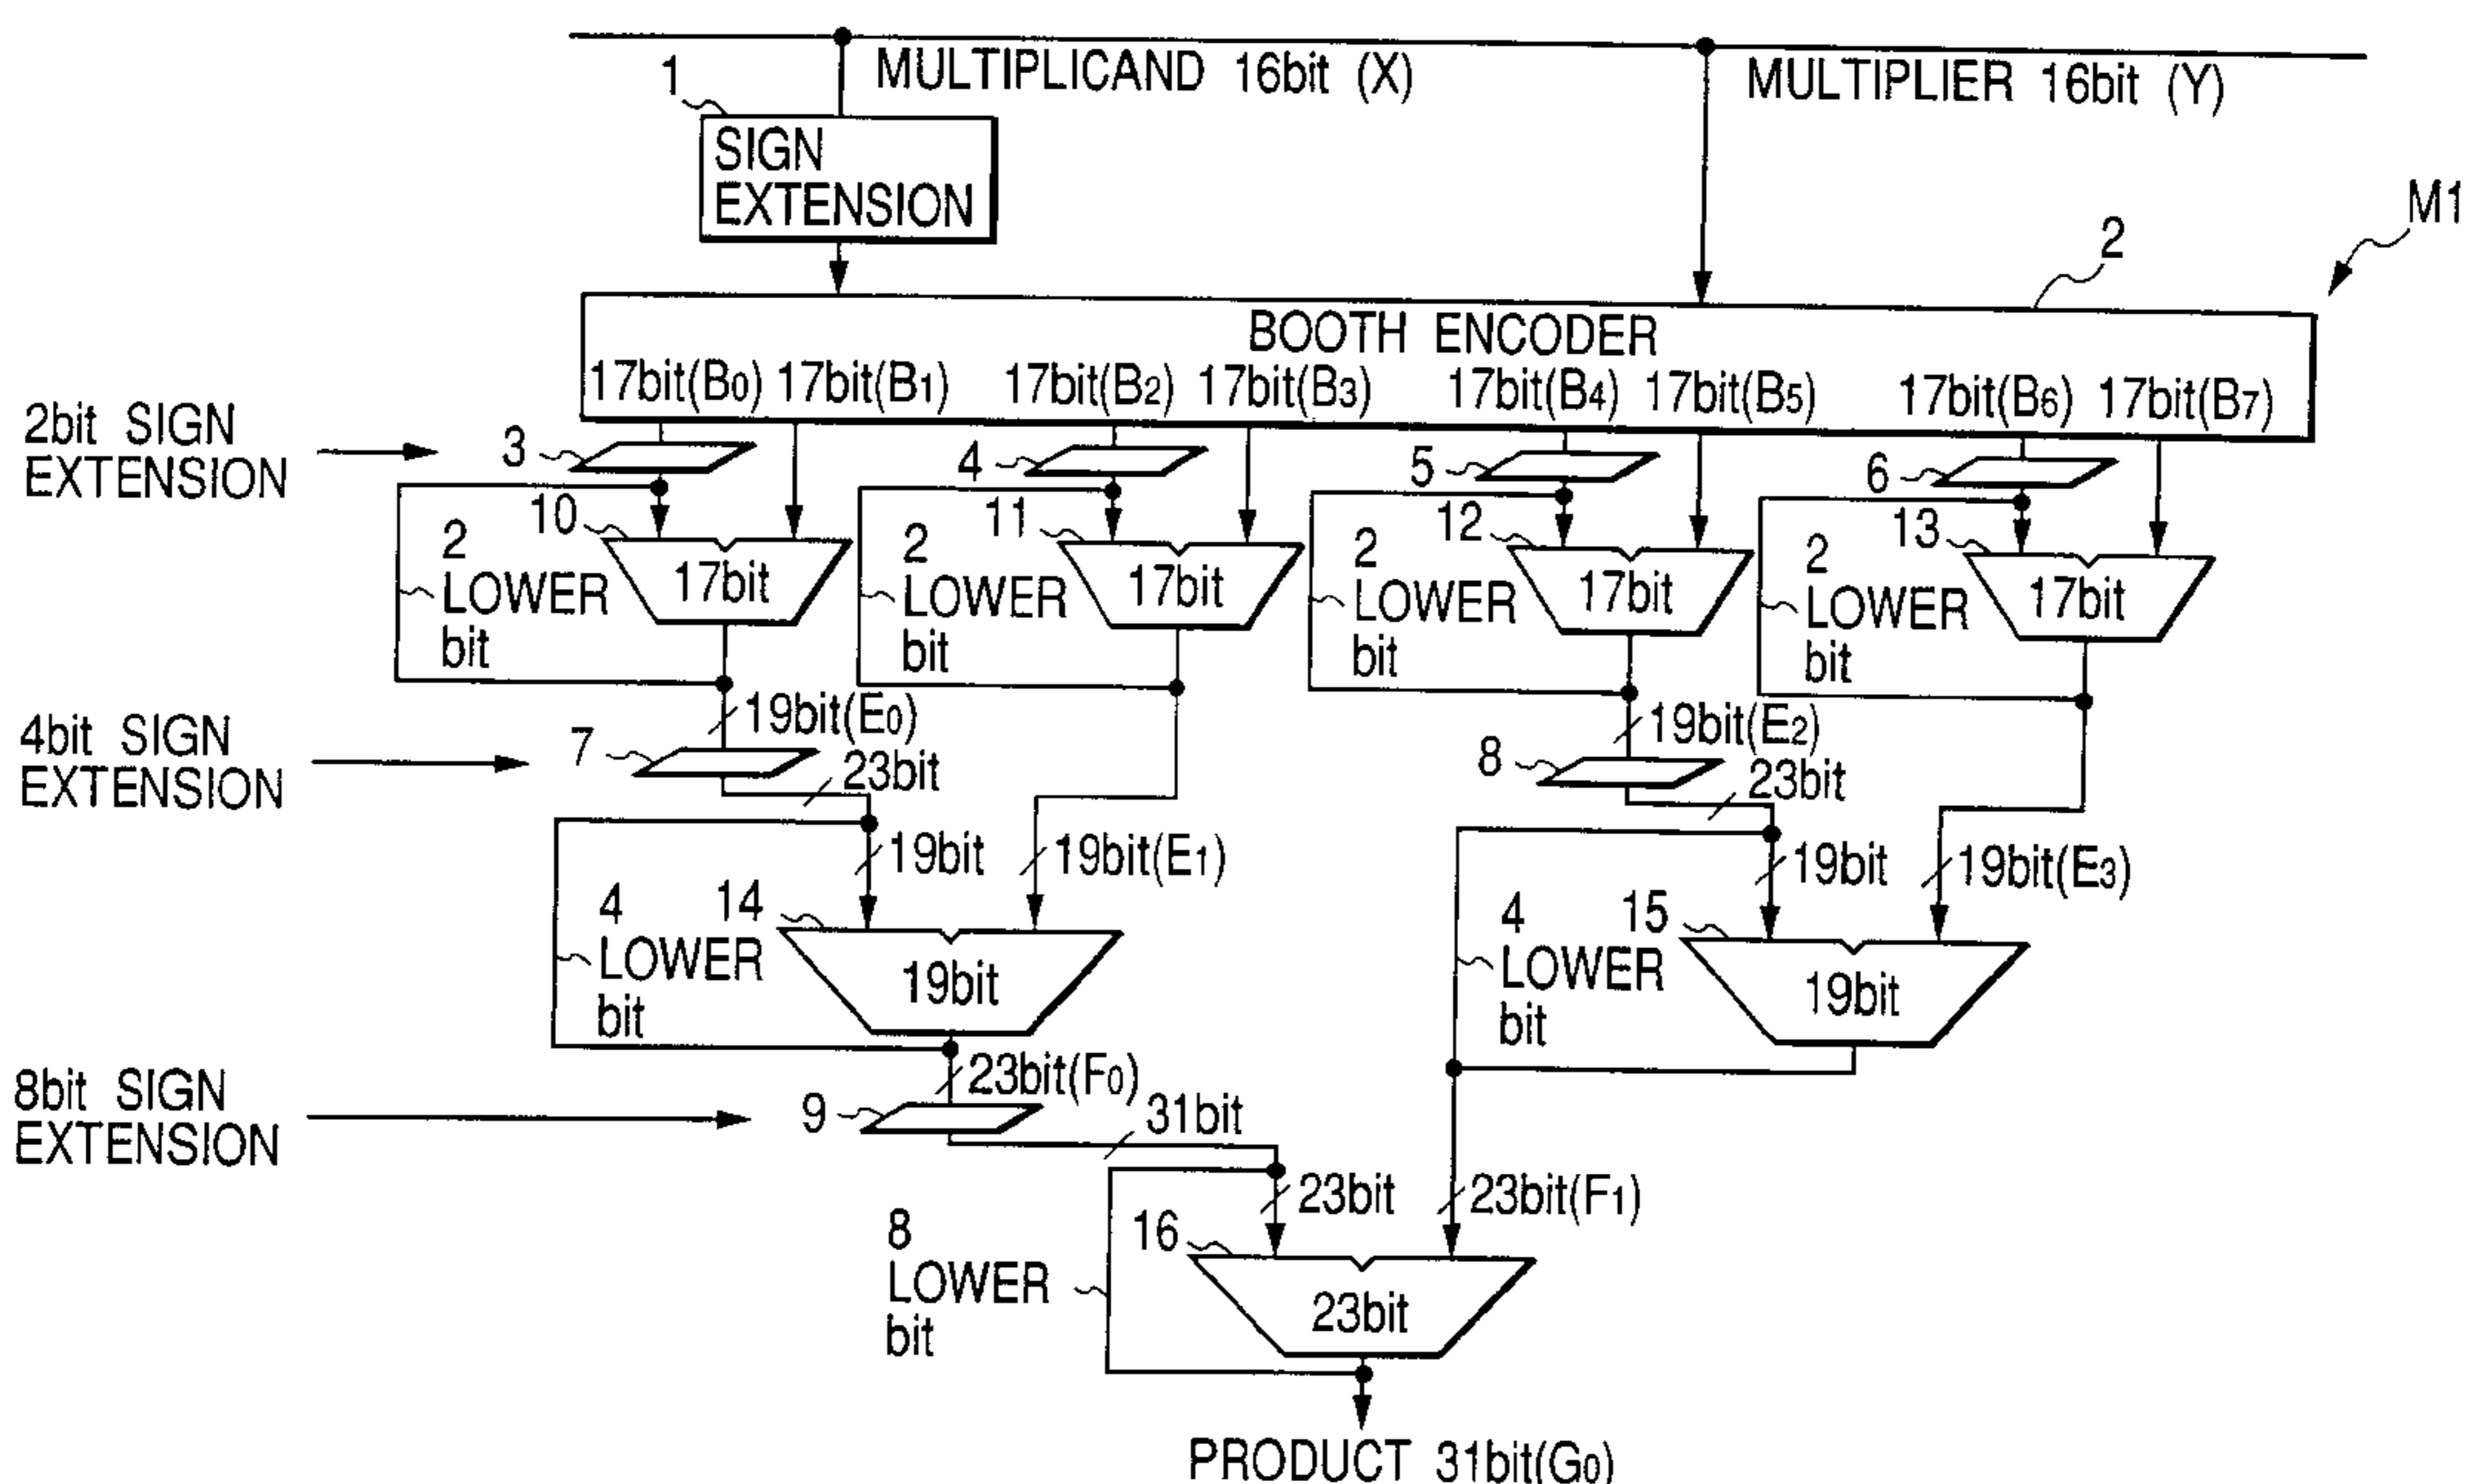 MULTIPLICAND 16bit (X)
MULTIPLIER 16bit (Y)
1
SIGN
EXTENSION
M1
2
BOOTH ENCODER
17bit(B0) 17bit(B1) 17bit(B2) 17bit(B3) 17bit(B4) 17bit(B5) 17bit(B6) 17bit(B7)
2bit SIGN
EXTENSION
3
4
5
6
10
11
12
13
2
LOWER
bit
17bit
2
LOWER
bit
17bit
2
LOWER
bit
17bit
2
LOWER
bit
17bit
4bit SIGN
EXTENSION
7
19bit(E0)
23bit
8
19bit(E2)
23bit
19bit
19bit(E1)
19bit
19bit(E3)
4
LOWER
bit
14
19bit
4
LOWER
bit
15
19bit
8bit SIGN
EXTENSION
9
23bit(F0)
31bit
23bit
23bit(F1)
8
LOWER
bit
16
23bit
PRODUCT 31bit(G0)